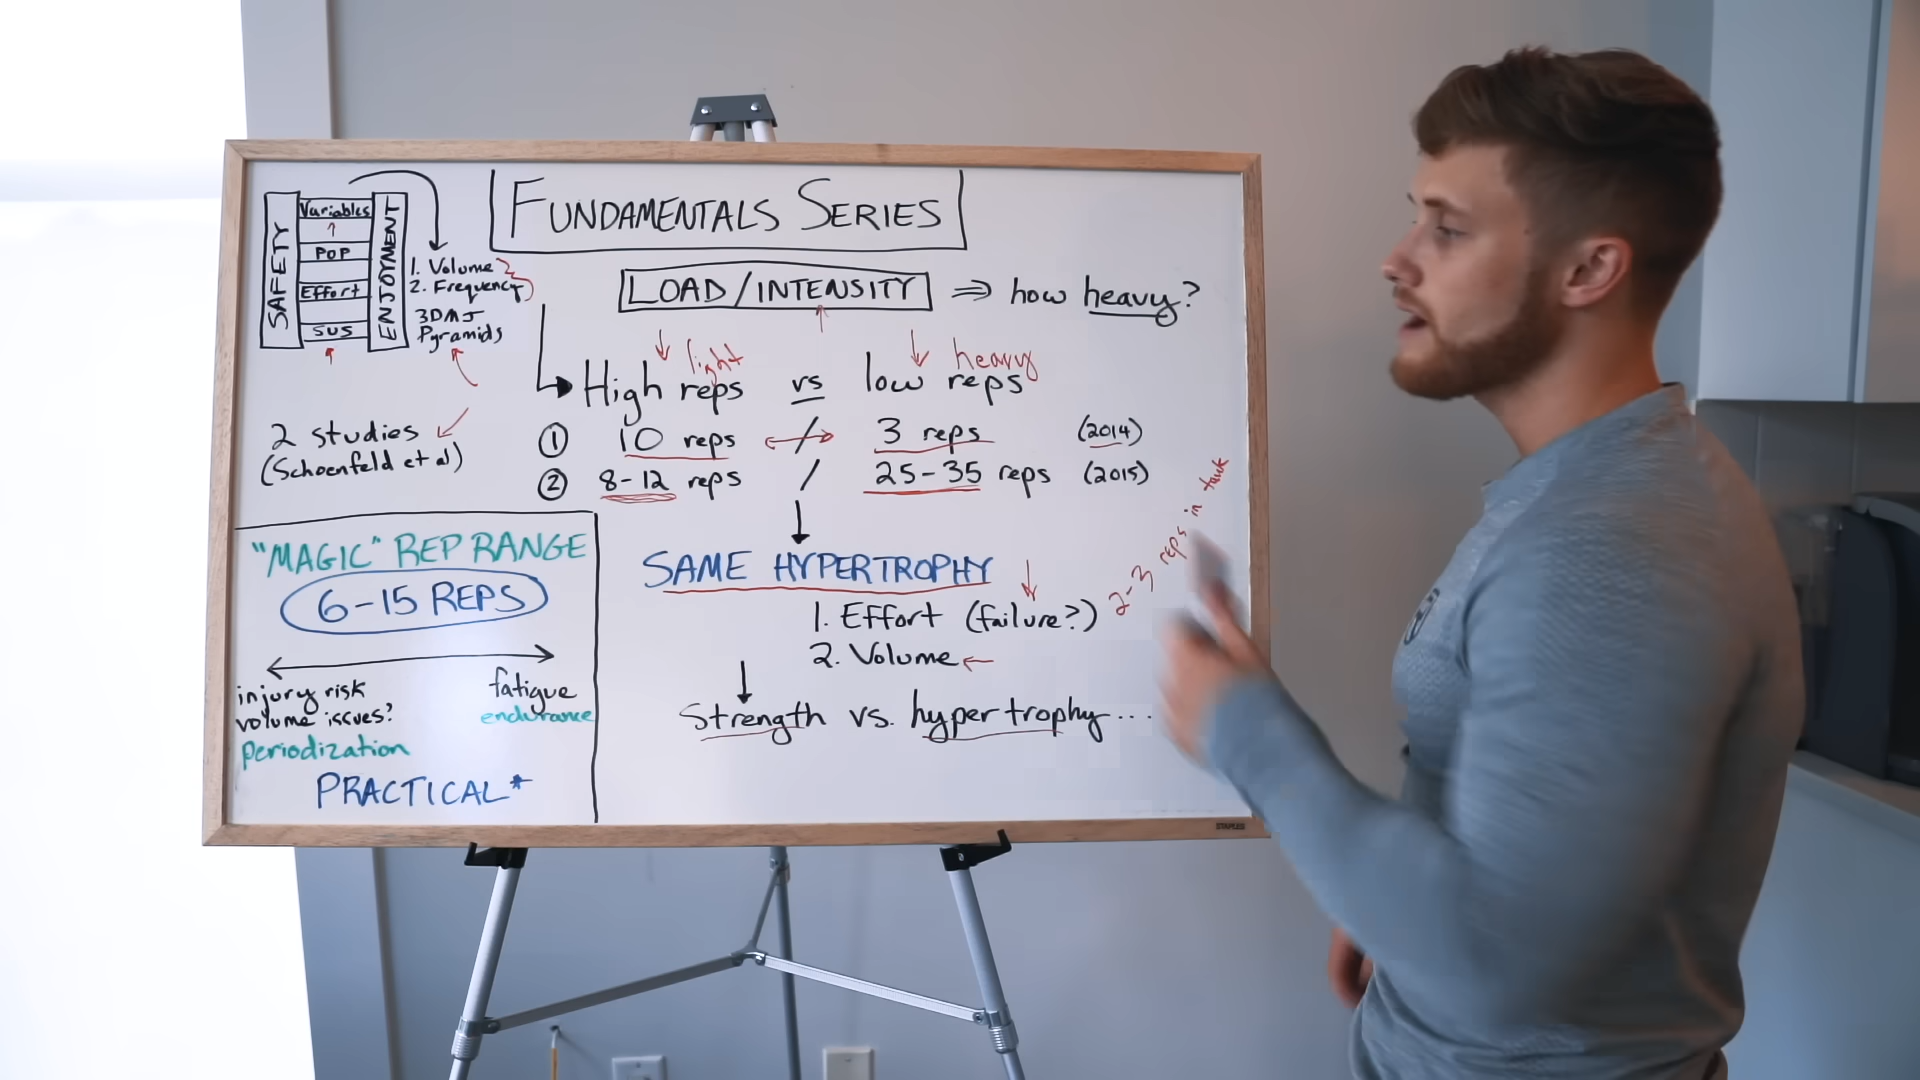 FUNDAMENTALS SERIES
SAFETY
Variables
POP
Effort
SUS
ENJOYMENT
1. Volume
2. Frequency
3DMJ
Pyramids
LOAD/INTENSITY ⇒ how heavy?
light
heavy
High reps vs low reps
2 studies
(Schoenfeld et al)
① 10 reps / 3 reps (2014)
② 8-12 reps / 25-35 reps (2015)
SAME HYPERTROPHY
1. Effort (failure?)
2-3 reps in tank
2. Volume
Strength vs. hypertrophy...
"MAGIC" REP RANGE
6-15 REPS
injury risk
volume issues?
periodization
fatigue
endurance
PRACTICAL*
STAPLES